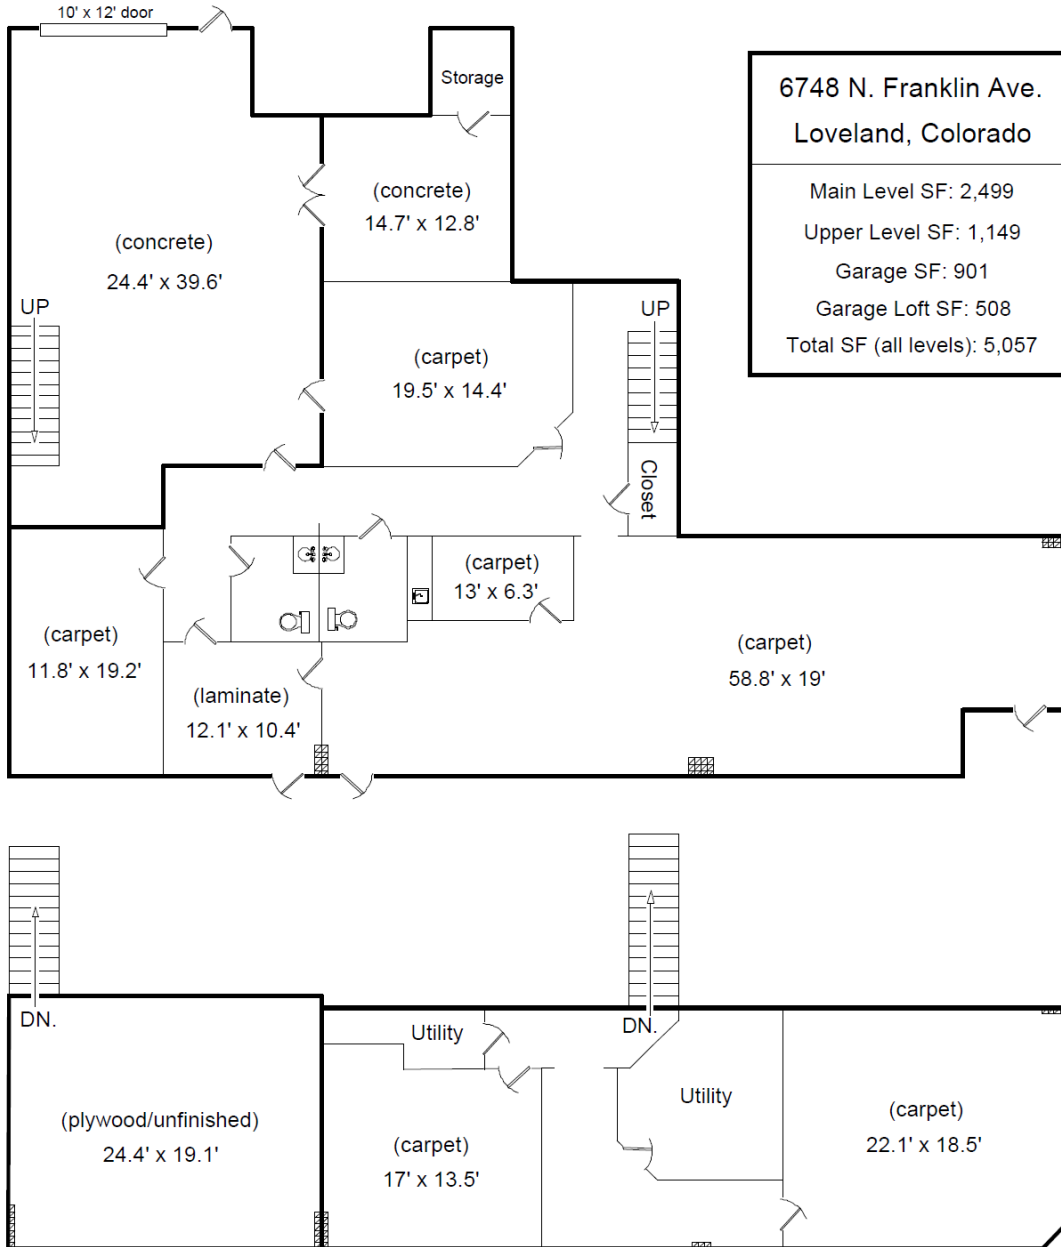 10' x 12' door
Storage
6748 N. Franklin Ave.
Loveland, Colorado
Main Level SF: 2,499
Upper Level SF: 1,149
Garage SF: 901
Garage Loft SF: 508
Total SF (all levels): 5,057
(concrete)
14.7' x 12.8'
(concrete)
24.4' x 39.6'
UP
UP
(carpet)
19.5' x 14.4'
Closet
(carpet)
13' x 6.3'
(carpet)
11.8' x 19.2'
(laminate)
12.1' x 10.4'
(carpet)
58.8' x 19'
DN.
DN.
Utility
Utility
(plywood/unfinished)
24.4' x 19.1'
(carpet)
17' x 13.5'
(carpet)
22.1' x 18.5'